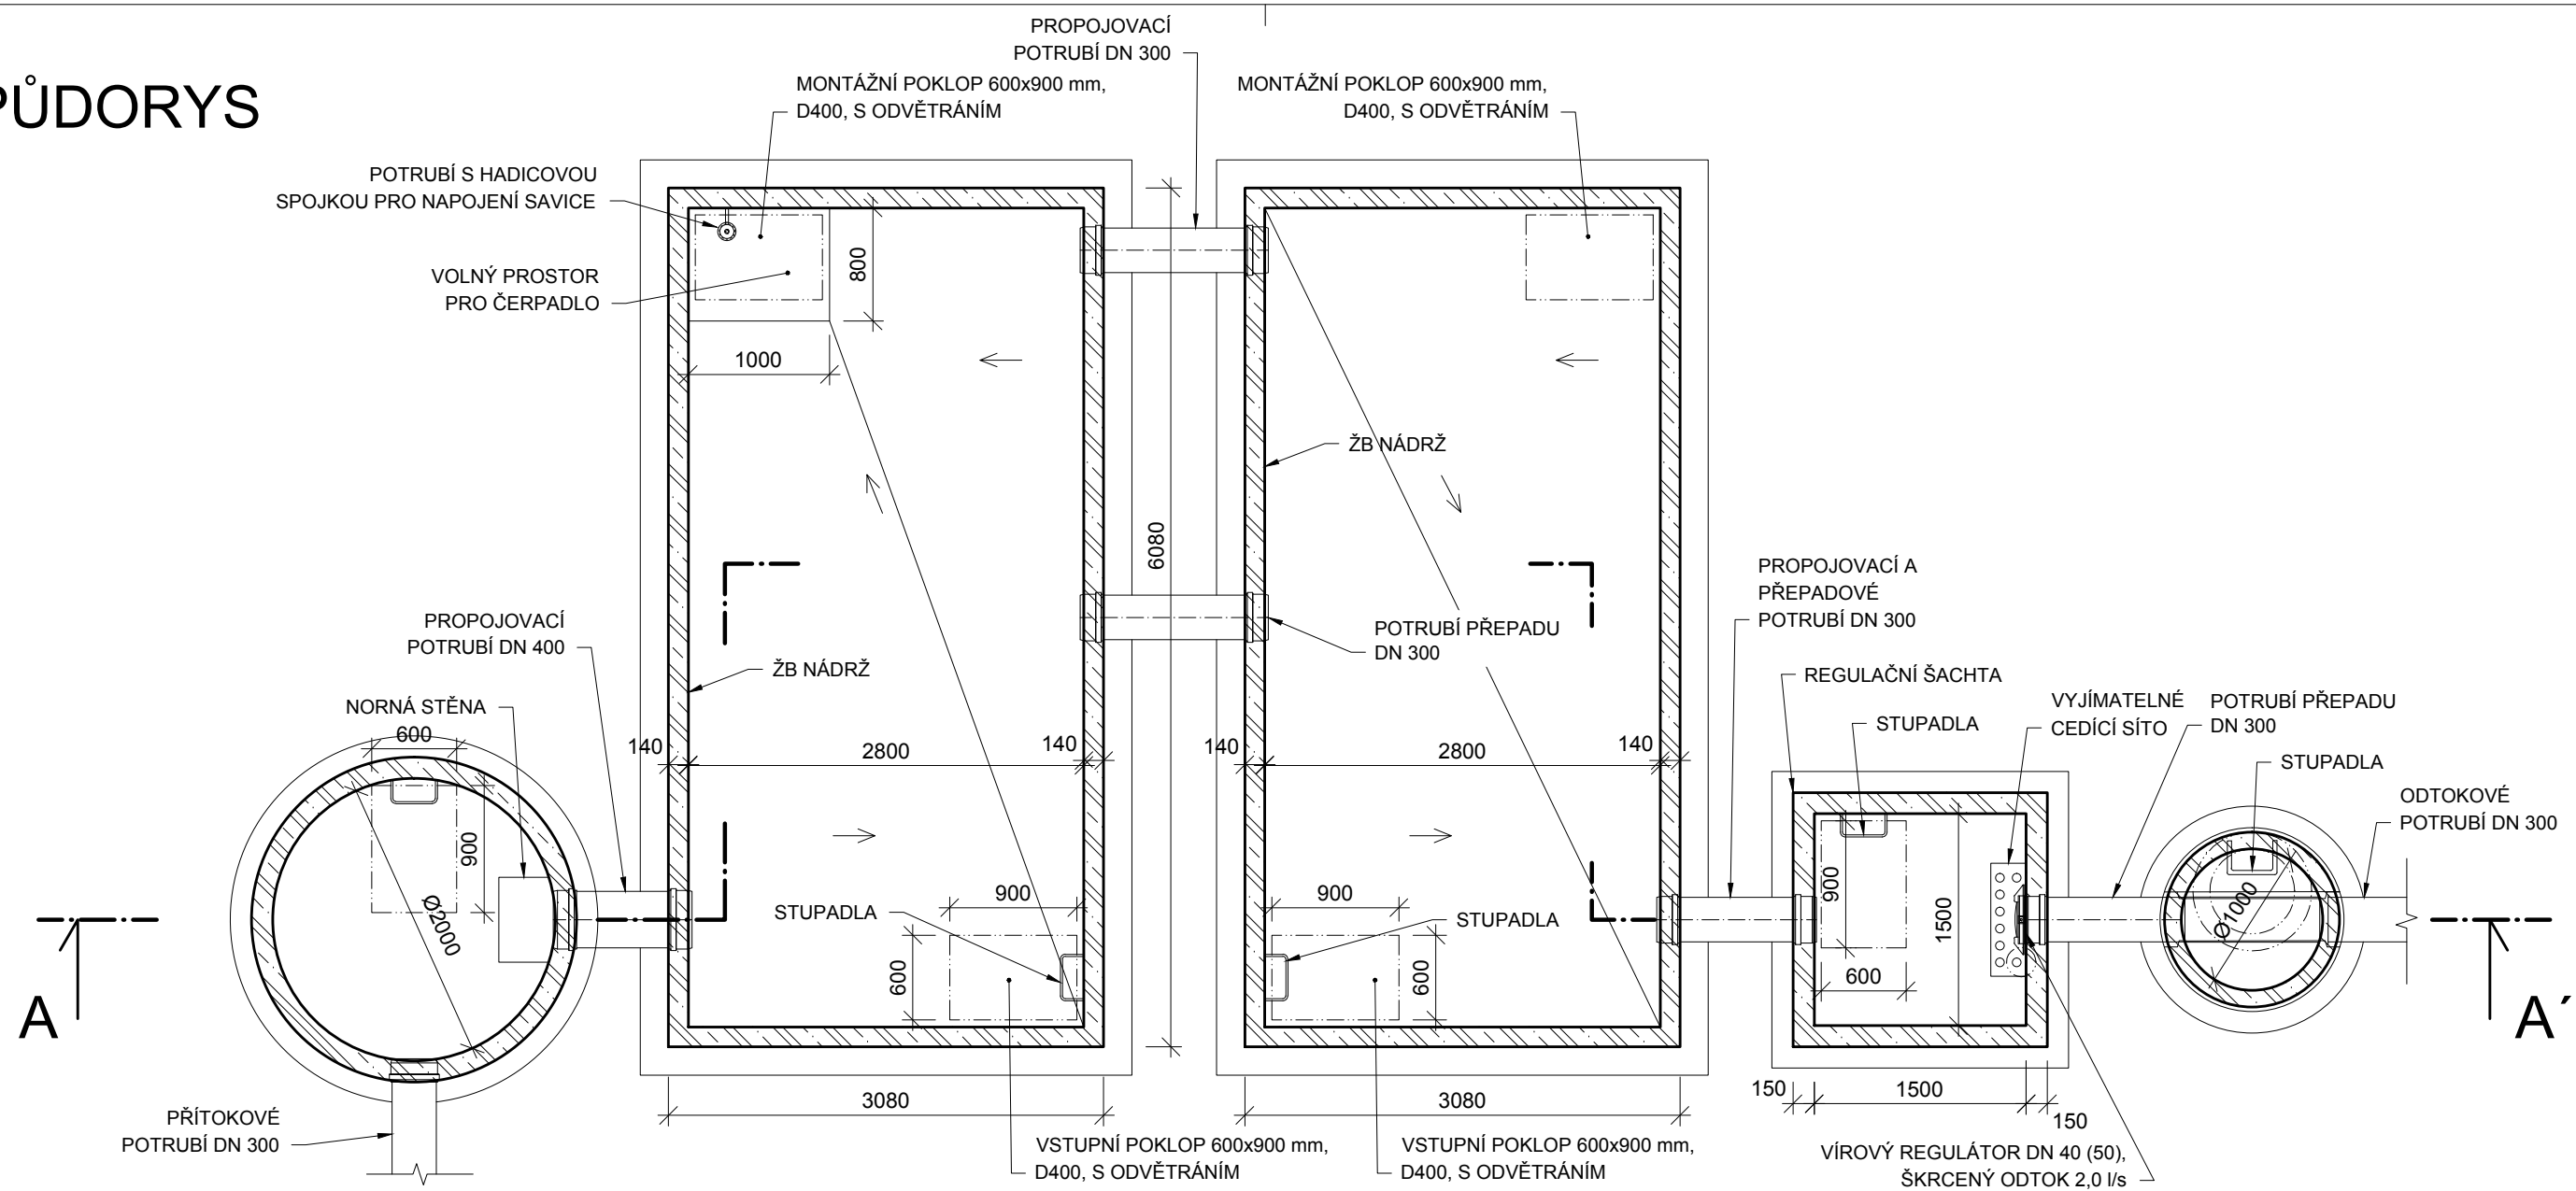 PŮDORYS
PROPOJOVACÍ
POTRUBÍ DN 300
MONTÁŽNÍ POKLOP 600x900 mm,
D400, S ODVĚTRÁNÍM
MONTÁŽNÍ POKLOP 600x900 mm,
D400, S ODVĚTRÁNÍM
POTRUBÍ S HADICOVOU
SPOJKOU PRO NAPOJENÍ SAVICE
VOLNÝ PROSTOR
PRO ČERPADLO
800
1000
ŽB NÁDRŽ
6080
PROPOJOVACÍ A
PŘEPADOVÉ
POTRUBÍ DN 300
PROPOJOVACÍ
POTRUBÍ DN 400
POTRUBÍ PŘEPADU
DN 300
ŽB NÁDRŽ
REGULAČNÍ ŠACHTA
NORNÁ STĚNA
600
VYJÍMATELNÉ
CEDÍCÍ SÍTO
POTRUBÍ PŘEPADU
DN 300
STUPADLA
STUPADLA
140
2800
140
140
2800
140
ODTOKOVÉ
POTRUBÍ DN 300
900
Ø2000
900
STUPADLA
600
900
STUPADLA
600
900
600
1500
Ø1000
A
A´
3080
3080
150
1500
150
PŘÍTOKOVÉ
POTRUBÍ DN 300
VSTUPNÍ POKLOP 600x900 mm,
D400, S ODVĚTRÁNÍM
VSTUPNÍ POKLOP 600x900 mm,
D400, S ODVĚTRÁNÍM
VÍROVÝ REGULÁTOR DN 40 (50),
ŠKRCENÝ ODTOK 2,0 l/s